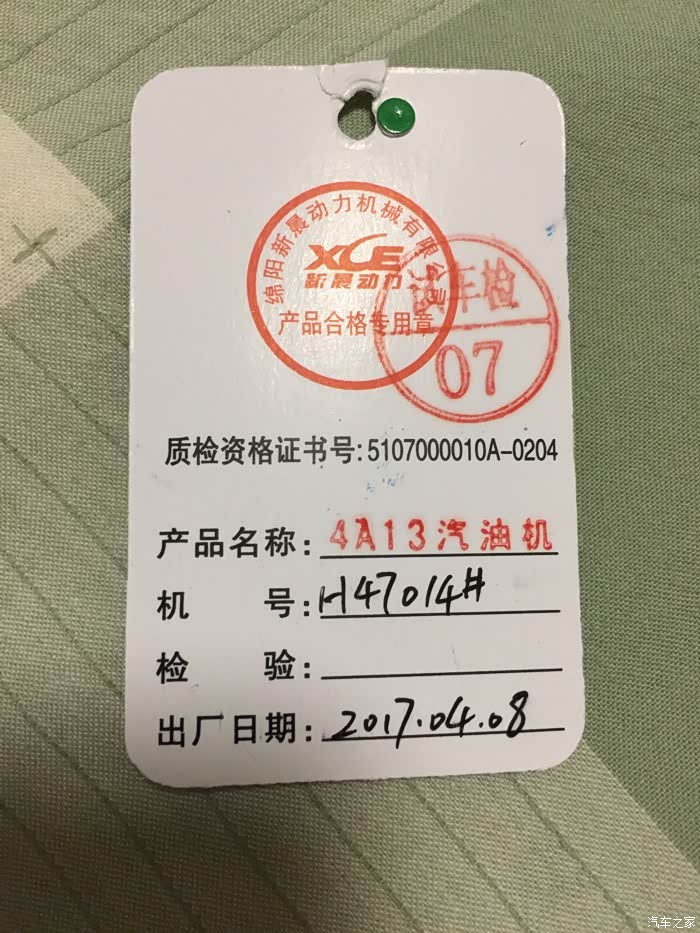 绵阳新晨动力机械有限公司
XCE
新晨动力
产品合格专用章
试车检
07
质检资格证书号:5107000010A-0204
产品名称: 4A13汽油机
机 号: H47014#
检 验:
出厂日期: 2017.04.08
汽车之家